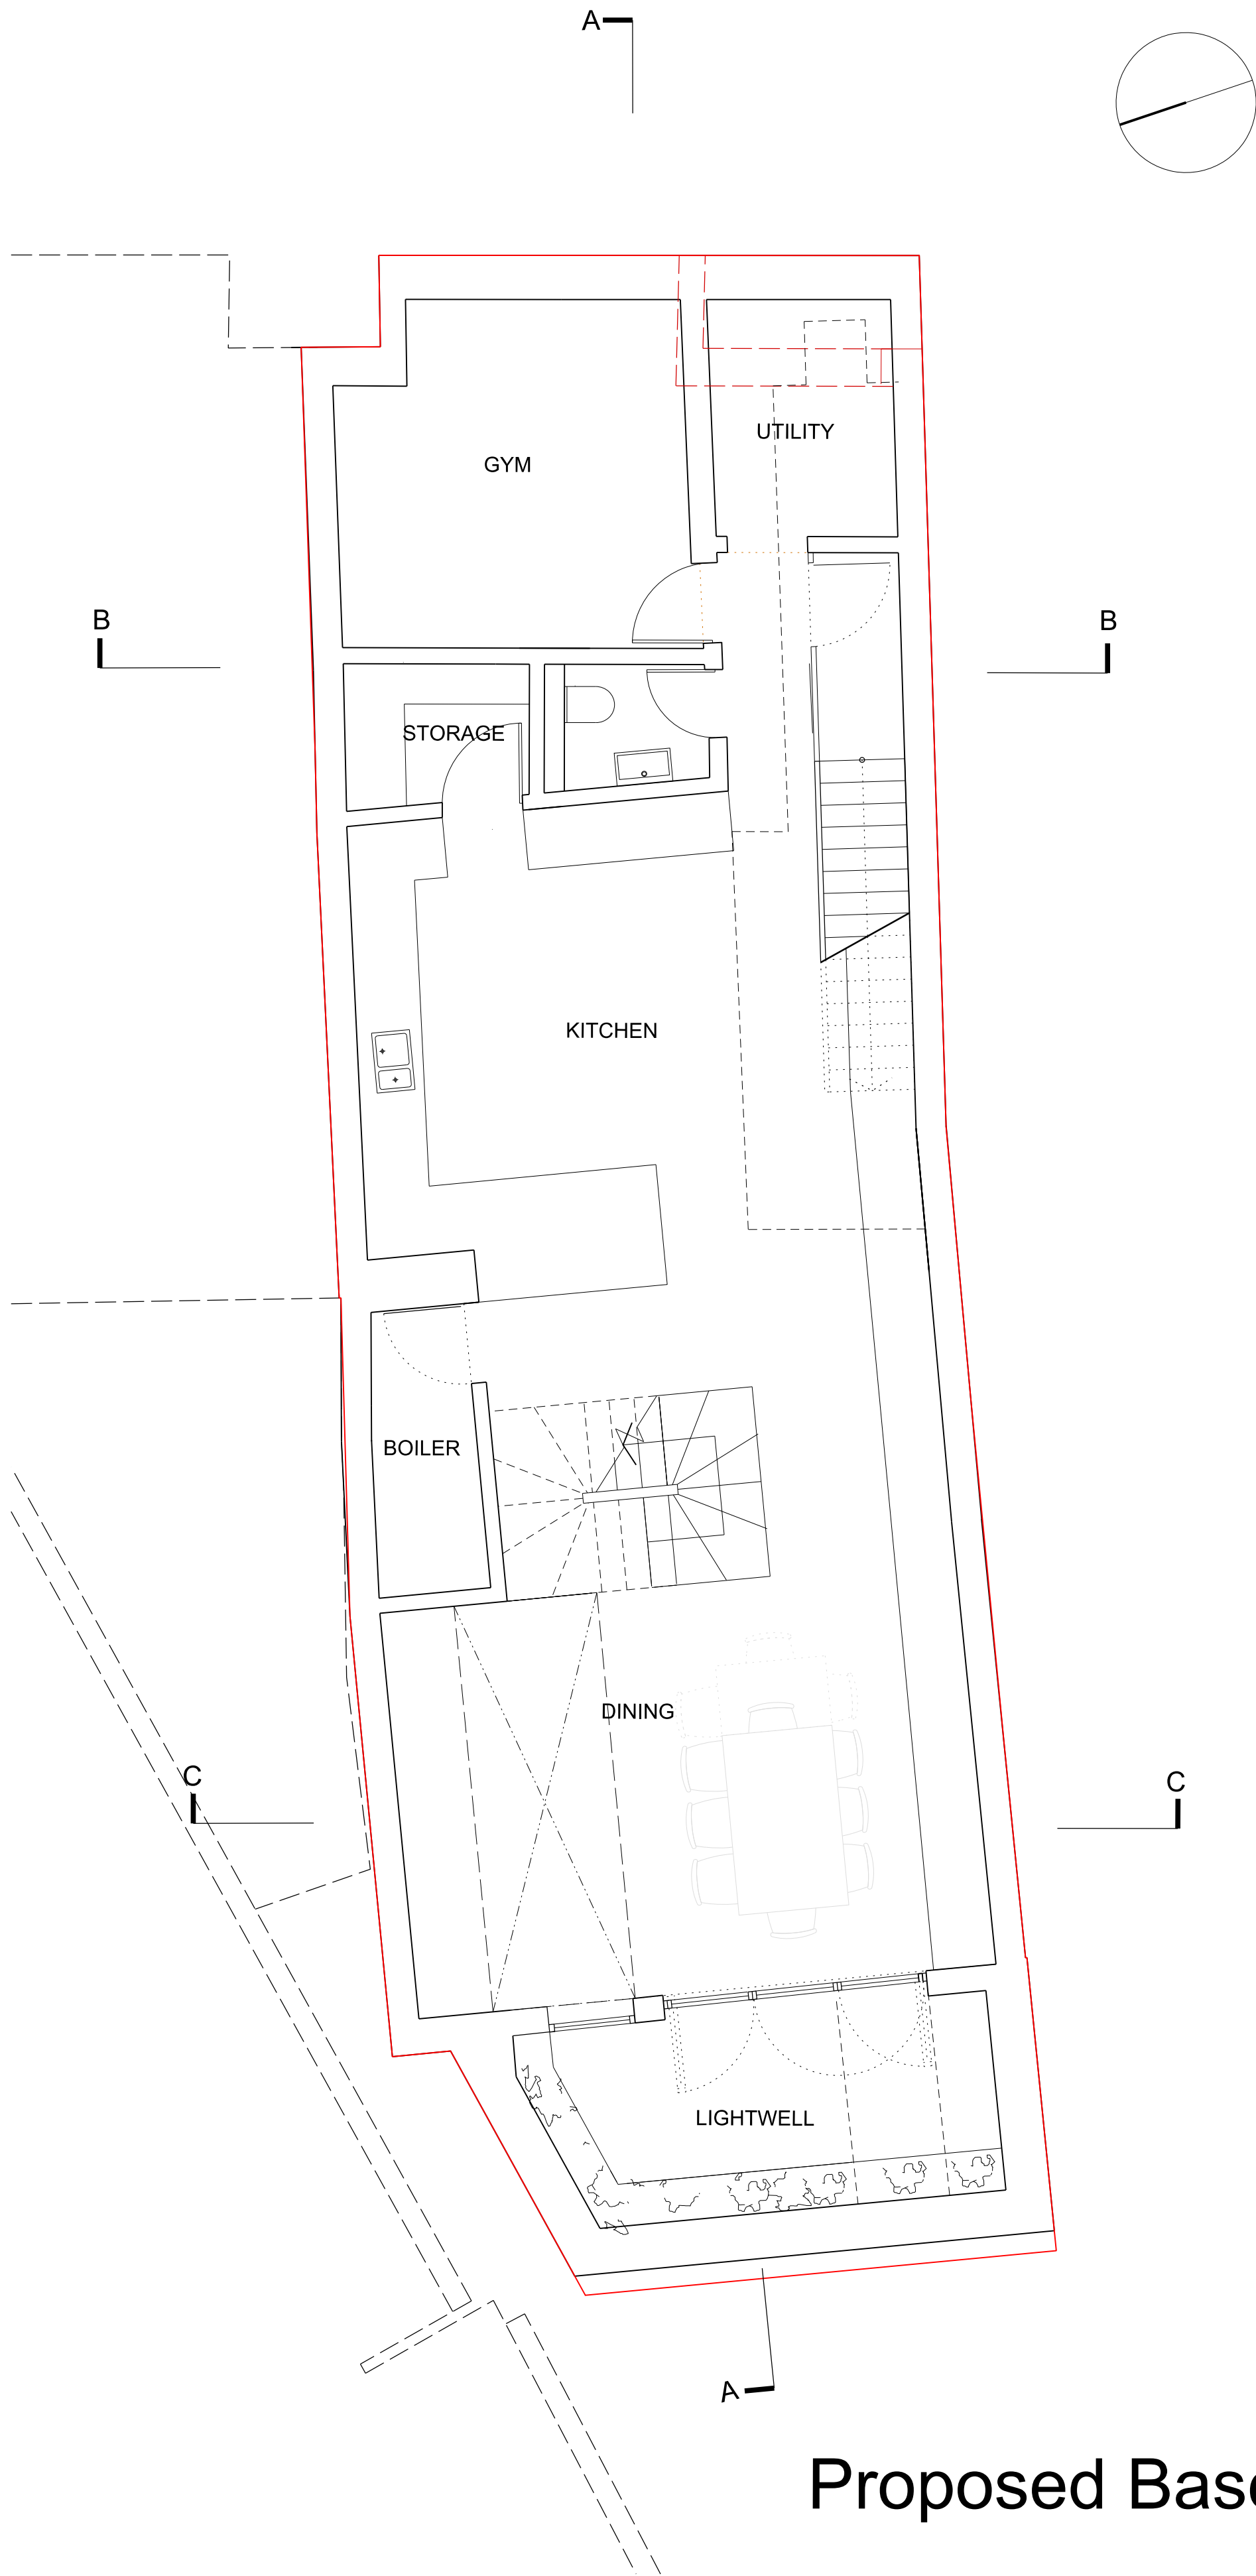 A
UTILITY
GYM
B
B
STORAGE
KITCHEN
BOILER
DINING
C
C
LIGHTWELL
A
Proposed Base